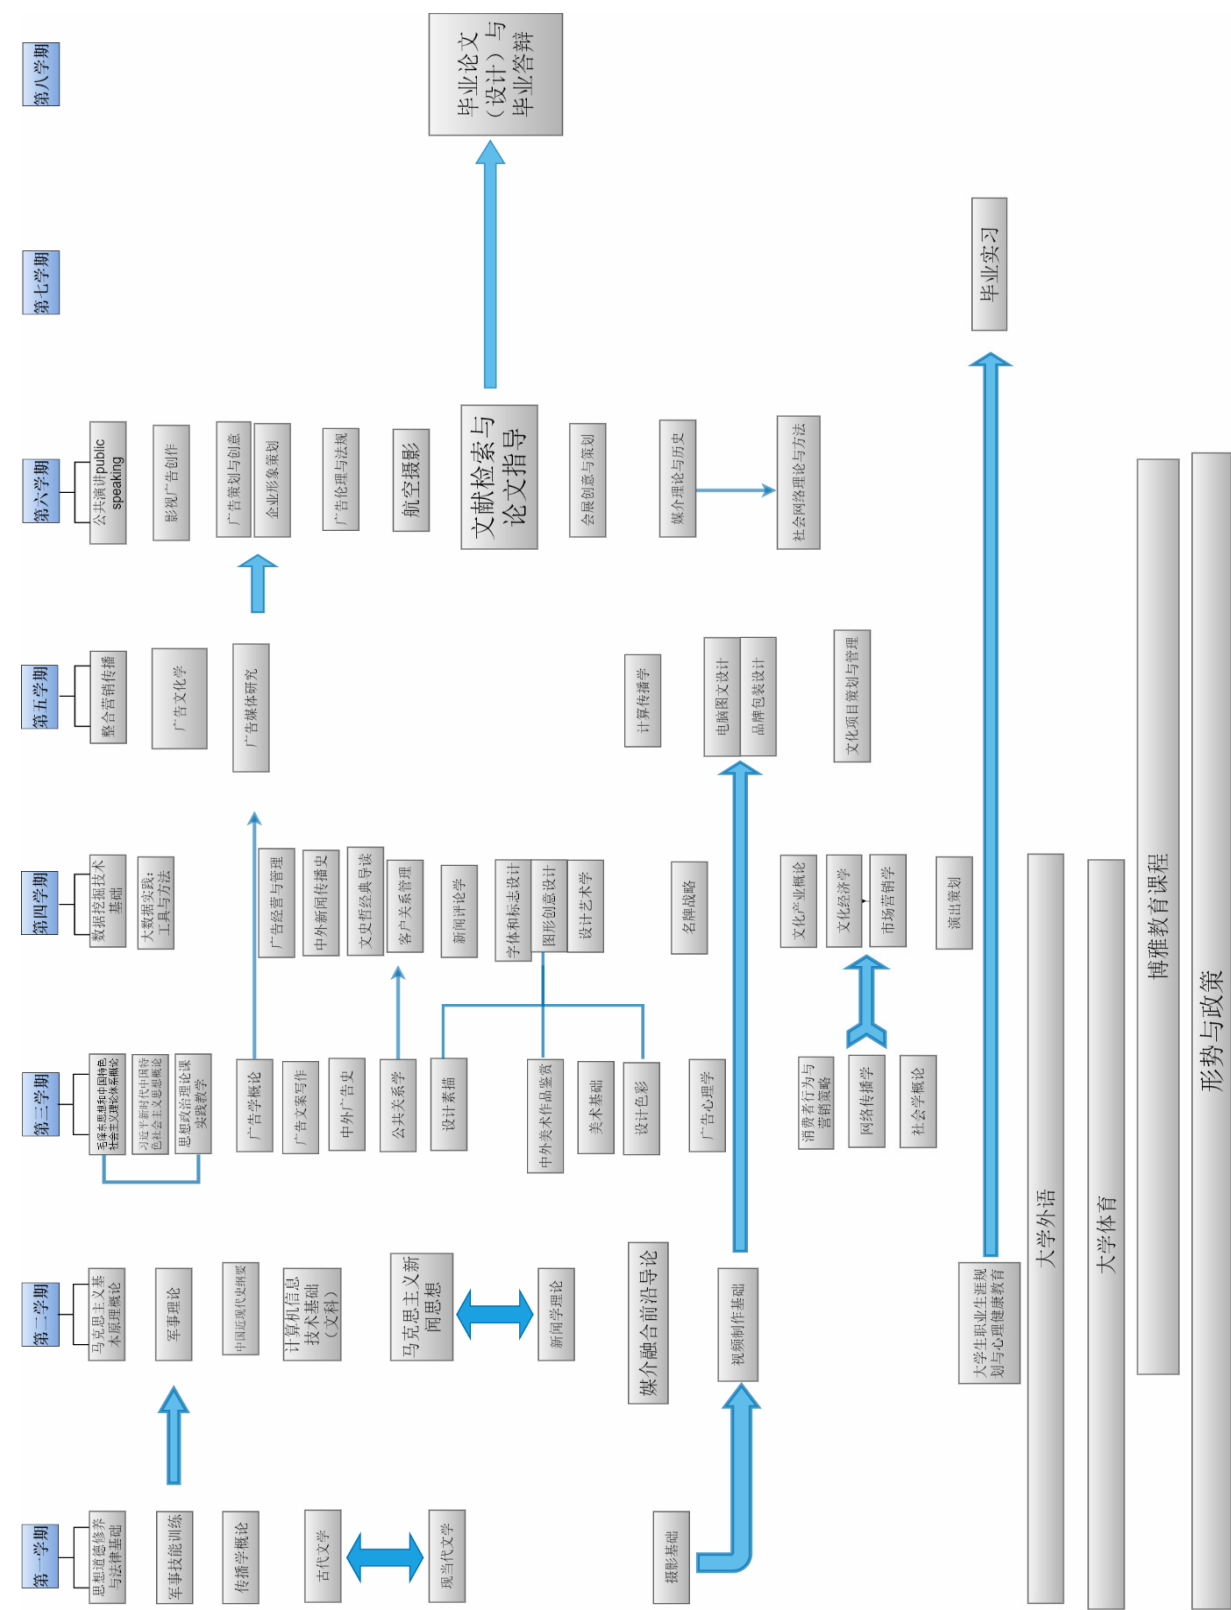 第一学期
思想道德修养
与法律基础
军事技能训练
传播学概论
古代文学
现当代文学
摄影基础
第二学期
马克思主义基
本原理概论
军事理论
中国近现代史纲要
计算机信息
技术基础
（文科）
马克思主义新
闻思想
新闻学理论
媒介融合前沿导论
视频制作基础
大学生职业生涯规
划与心理健康教育
第三学期
毛泽东思想和中国特色
社会主义理论体系概论
习近平新时代中国特
色社会主义思想概论
思想政治理论课
实践教学
广告学概论
广告文案写作
中外广告史
公共关系学
设计素描
中外美术作品鉴赏
美术基础
设计色彩
广告心理学
消费者行为与
营销策略
网络传播学
社会学概论
第四学期
数据挖掘技术
基础
大数据实践：
工具与方法
广告经营与管理
中外新闻传播史
文史哲经典导读
客户关系管理
新闻评论学
字体和标志设计
图形创意设计
设计艺术学
名牌战略
文化产业概论
文化经济学
市场营销学
演出策划
第五学期
整合营销传播
广告文化学
广告媒体研究
计算传播学
电脑图文设计
品牌包装设计
文化项目策划与管理
第六学期
公共演讲public
speaking
影视广告创作
广告策划与创意
企业形象策划
广告伦理与法规
航空摄影
文献检索与
论文指导
会展创意与策划
媒介理论与历史
社会网络理论与方法
第七学期
毕业实习
第八学期
毕业论文
（设计）与
毕业答辩
大学外语
大学体育
博雅教育课程
形势与政策